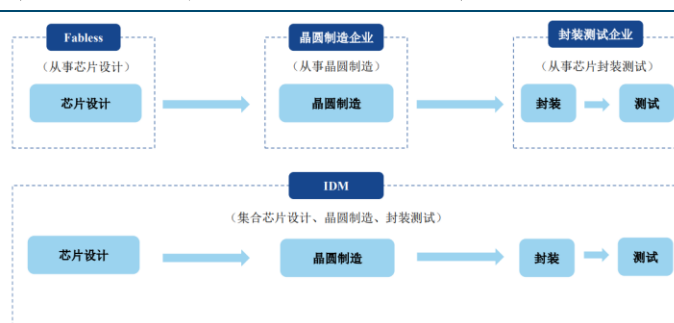 Fabless
晶圆制造企业
封装测试企业
（从事芯片设计）
（从事晶圆制造）
（从事芯片封装测试）
芯片设计
晶圆制造
封装
测试
IDM
（集合芯片设计、晶圆制造、封装测试）
芯片设计
晶圆制造
封装
测试